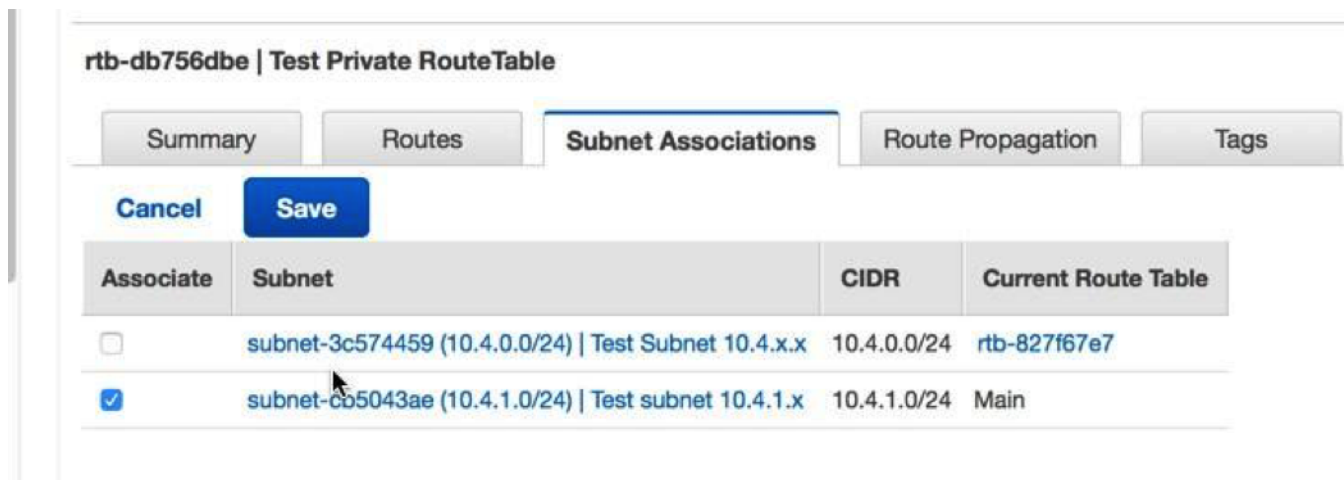 rtb-db756dbe | Test Private RouteTable
Summary Routes Subnet Associations Route Propagation Tags
Cancel Save
Associate Subnet CIDR Current Route Table
subnet-3c574459 (10.4.0.0/24) | Test Subnet 10.4.x.x 10.4.0.0/24 rtb-827f67e7
subnet-cb5043ae (10.4.1.0/24) | Test subnet 10.4.1.x 10.4.1.0/24 Main